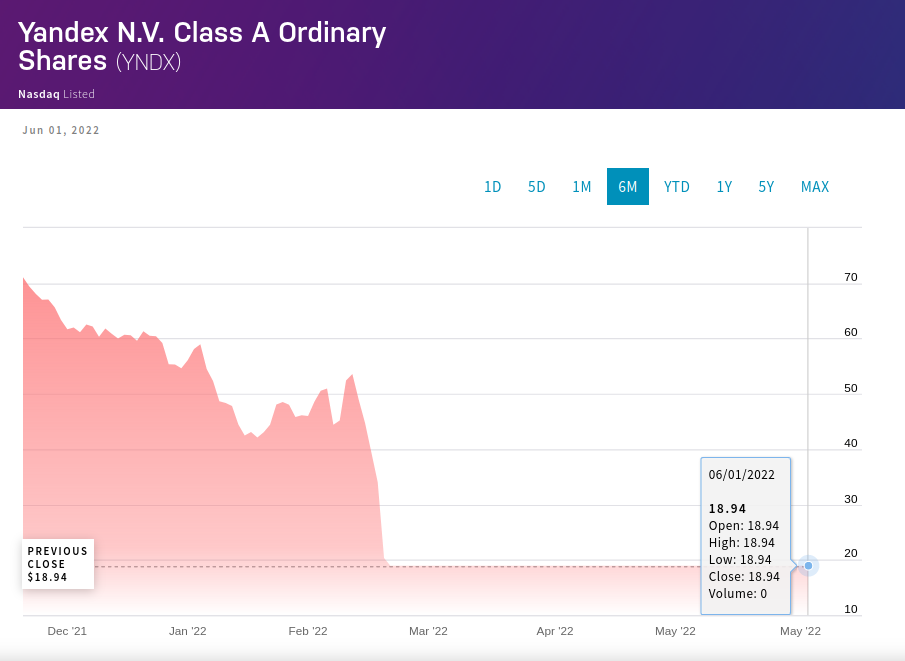 Yandex N.V. Class A Ordinary
Shares (YNDX)
Nasdaq Listed
Jun 01, 2022
1D 5D 1M 6M YTD 1Y 5Y MAX
70
60
50
40
30
20
10
06/01/2022
18.94
Open: 18.94
High: 18.94
Low: 18.94
Close: 18.94
Volume: 0
PREVIOUS
CLOSE
$18.94
Dec '21 Jan '22 Feb '22 Mar '22 Apr '22 May '22 May '22